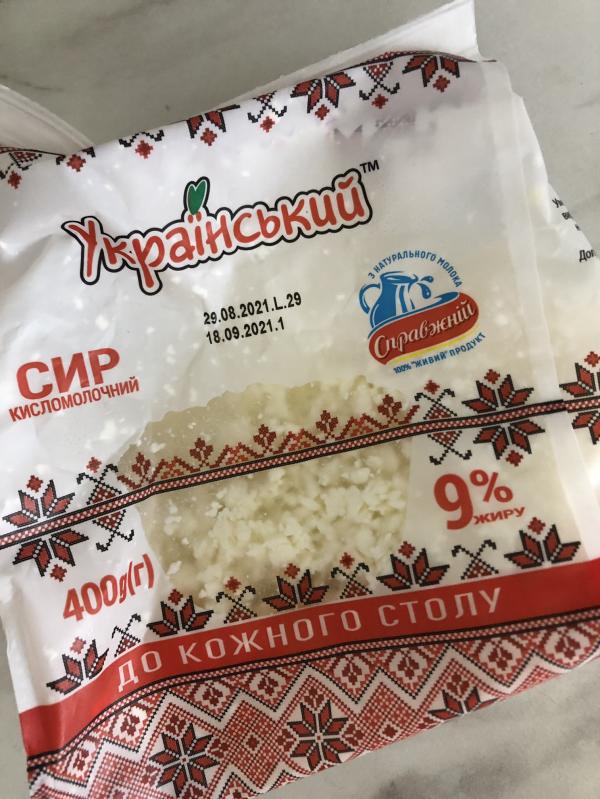 Український™
29.08.2021.L.29
18.09.2021.1
З НАТУРАЛЬНОГО МОЛОКА
Справжній
100% "ЖИВИЙ" ПРОДУКТ
СИР
КИСЛОМОЛОЧНИЙ
9%
ЖИРУ
400g(г)
ДО КОЖНОГО СТОЛУ